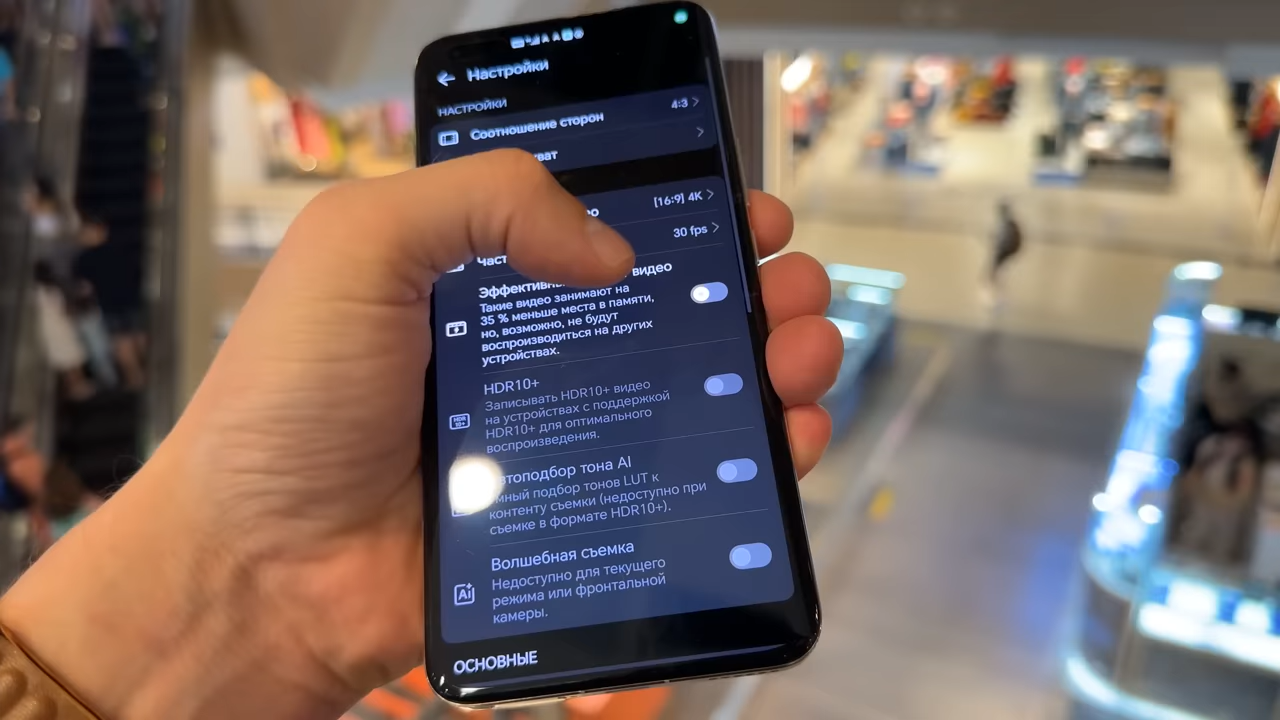 Настройки
НАСТРОЙКИ
Соотношение сторон 4:3
[16:9] 4K
30 fps
видео
Такие видео занимают на
35 % меньше места в памяти,
но, возможно, не будут
воспроизводиться на других
устройствах.
HDR10+
Записывать HDR10+ видео
на устройствах с поддержкой
HDR10+ для оптимального
воспроизведения.
тона AI
подбор тонов LUT к
контенту съемки (недоступно при
съемке в формате HDR10+).
Волшебная съемка
Недоступно для текущего
режима или фронтальной
камеры.
ОСНОВНЫЕ